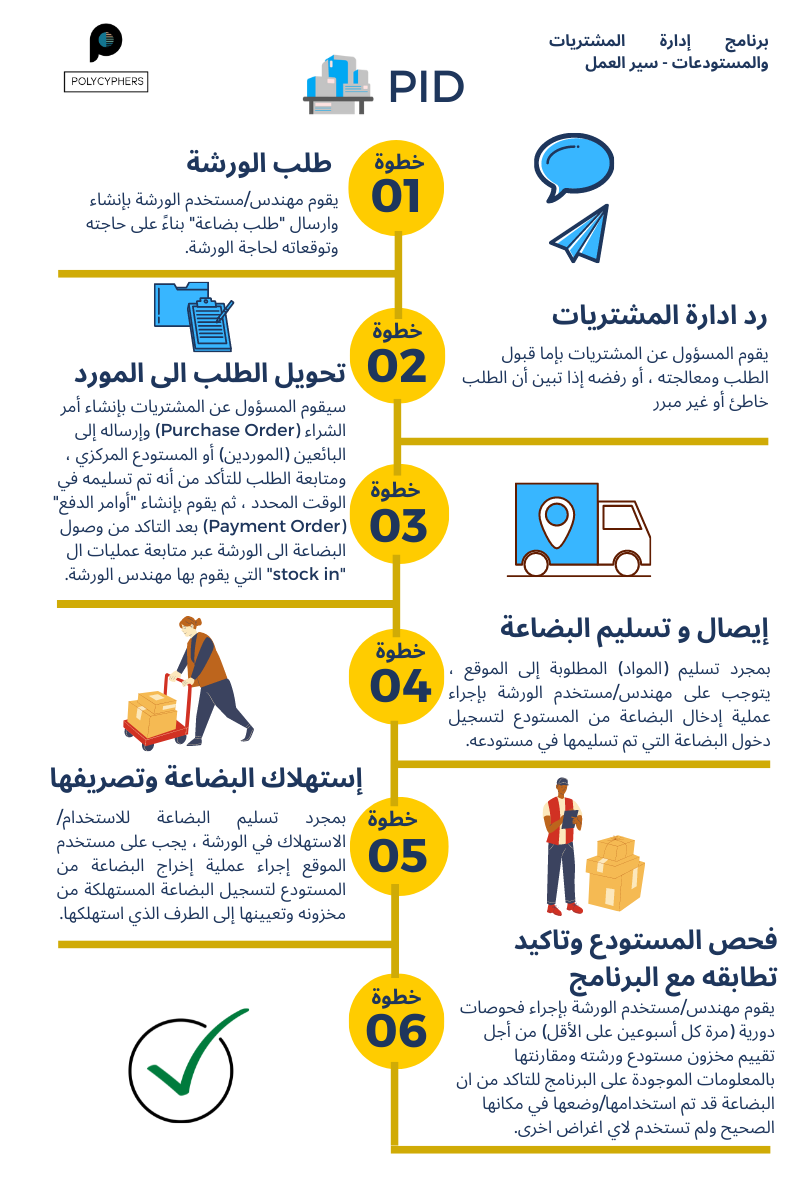 POLYCYPHERS
PID
برنامج إدارة المشتريات
والمستودعات - سير العمل
خطوة
01
طلب الورشة
يقوم مهندس/مستخدم الورشة بإنشاء
وارسال "طلب بضاعة" بناءً على حاجته
وتوقعاته لحاجة الورشة.
خطوة
02
رد ادارة المشتريات
يقوم المسؤول عن المشتريات بإما قبول
الطلب ومعالجته ، أو رفضه إذا تبين أن الطلب
خاطئ أو غير مبرر
خطوة
03
تحويل الطلب الى المورد
سيقوم المسؤول عن المشتريات بإنشاء أمر
الشراء (Purchase Order) وإرساله إلى
البائعين (الموردين) أو المستودع المركزي ،
ومتابعة الطلب للتأكد من أنه تم تسليمه في
الوقت المحدد ، ثم يقوم بإنشاء "أوامر الدفع"
(Payment Order) بعد التاكد من وصول
البضاعة الى الورشة عبر متابعة عمليات ال
"stock in" التي يقوم بها مهندس الورشة.
خطوة
04
إيصال و تسليم البضاعة
بمجرد تسليم (المواد) المطلوبة إلى الموقع ،
يتوجب على مهندس/مستخدم الورشة بإجراء
عملية إدخال البضاعة من المستودع لتسجيل
دخول البضاعة التي تم تسليمها في مستودعه.
خطوة
05
إستهلاك البضاعة وتصريفها
بمجرد تسليم البضاعة للاستخدام/
الاستهلاك في الورشة ، يجب على مستخدم
الموقع إجراء عملية إخراج البضاعة من
المستودع لتسجيل البضاعة المستهلكة من
مخزونه وتعيينها إلى الطرف الذي استهلكها.
خطوة
06
فحص المستودع وتاكيد
تطابقه مع البرنامج
يقوم مهندس/مستخدم الورشة بإجراء فحوصات
دورية (مرة كل أسبوعين على الأقل) من أجل
تقييم مخزون مستودع ورشته ومقارنتها
بالمعلومات الموجودة على البرنامج للتاكد من ان
البضاعة قد تم استخدامها/وضعها في مكانها
الصحيح ولم تستخدم لاي اغراض اخرى.